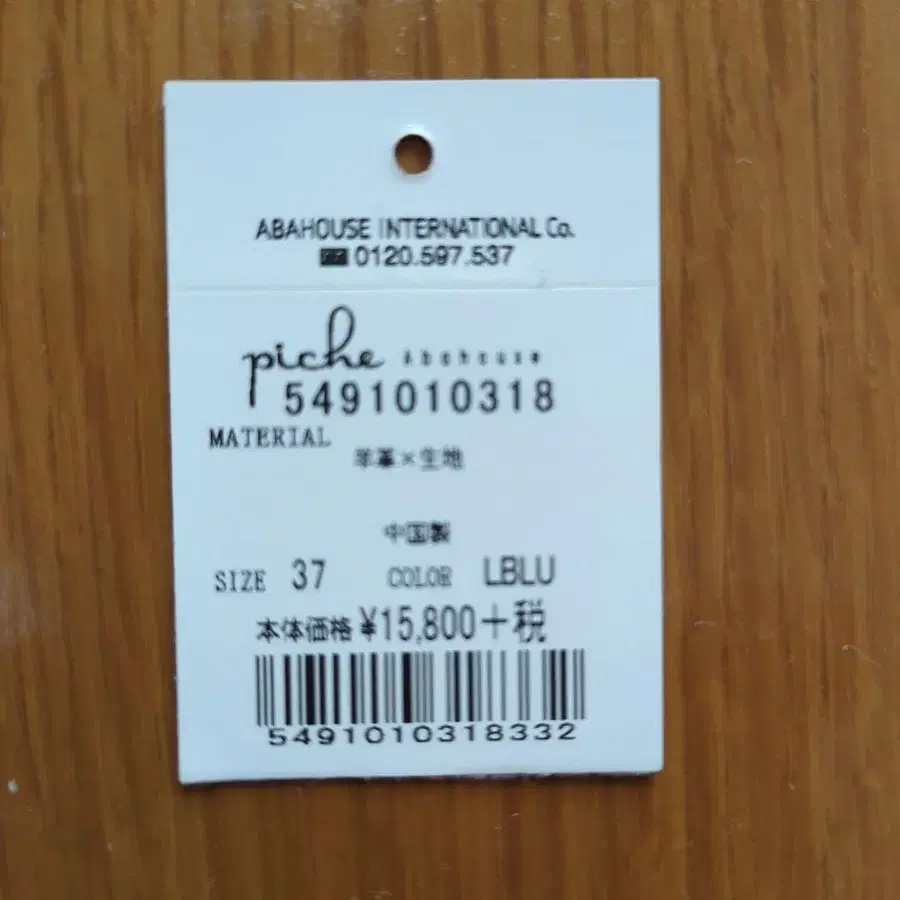 ABAHOUSE INTERNATIONAL Co.
0120.597.537
piche Abahouse
5491010318
MATERIAL
羊革×生地
中国製
SIZE 37 COLOR LBLU
本体価格 ¥15,800+税
5491010318332